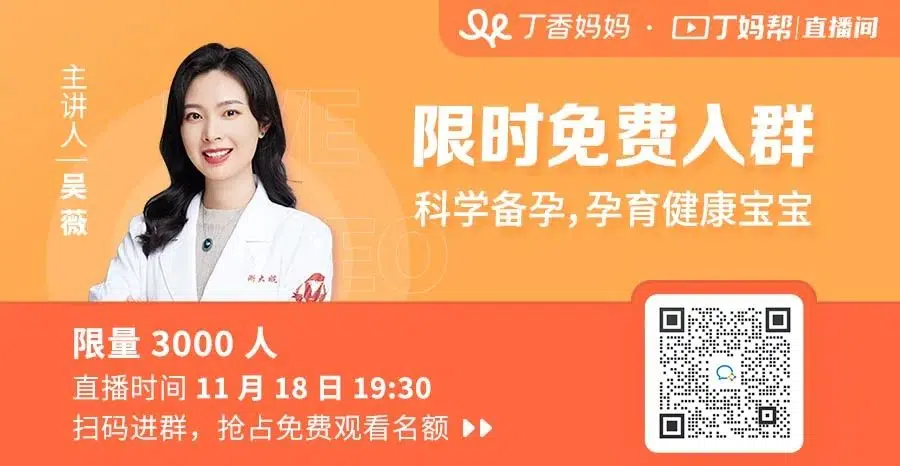 丁香妈妈 · 丁妈帮|直播间
主讲人|吴薇
LIVE
限时免费入群
科学备孕,孕育健康宝宝
浙大
限量 3000 人
直播时间 11 月 18 日 19:30
扫码进群，抢占免费观看名额